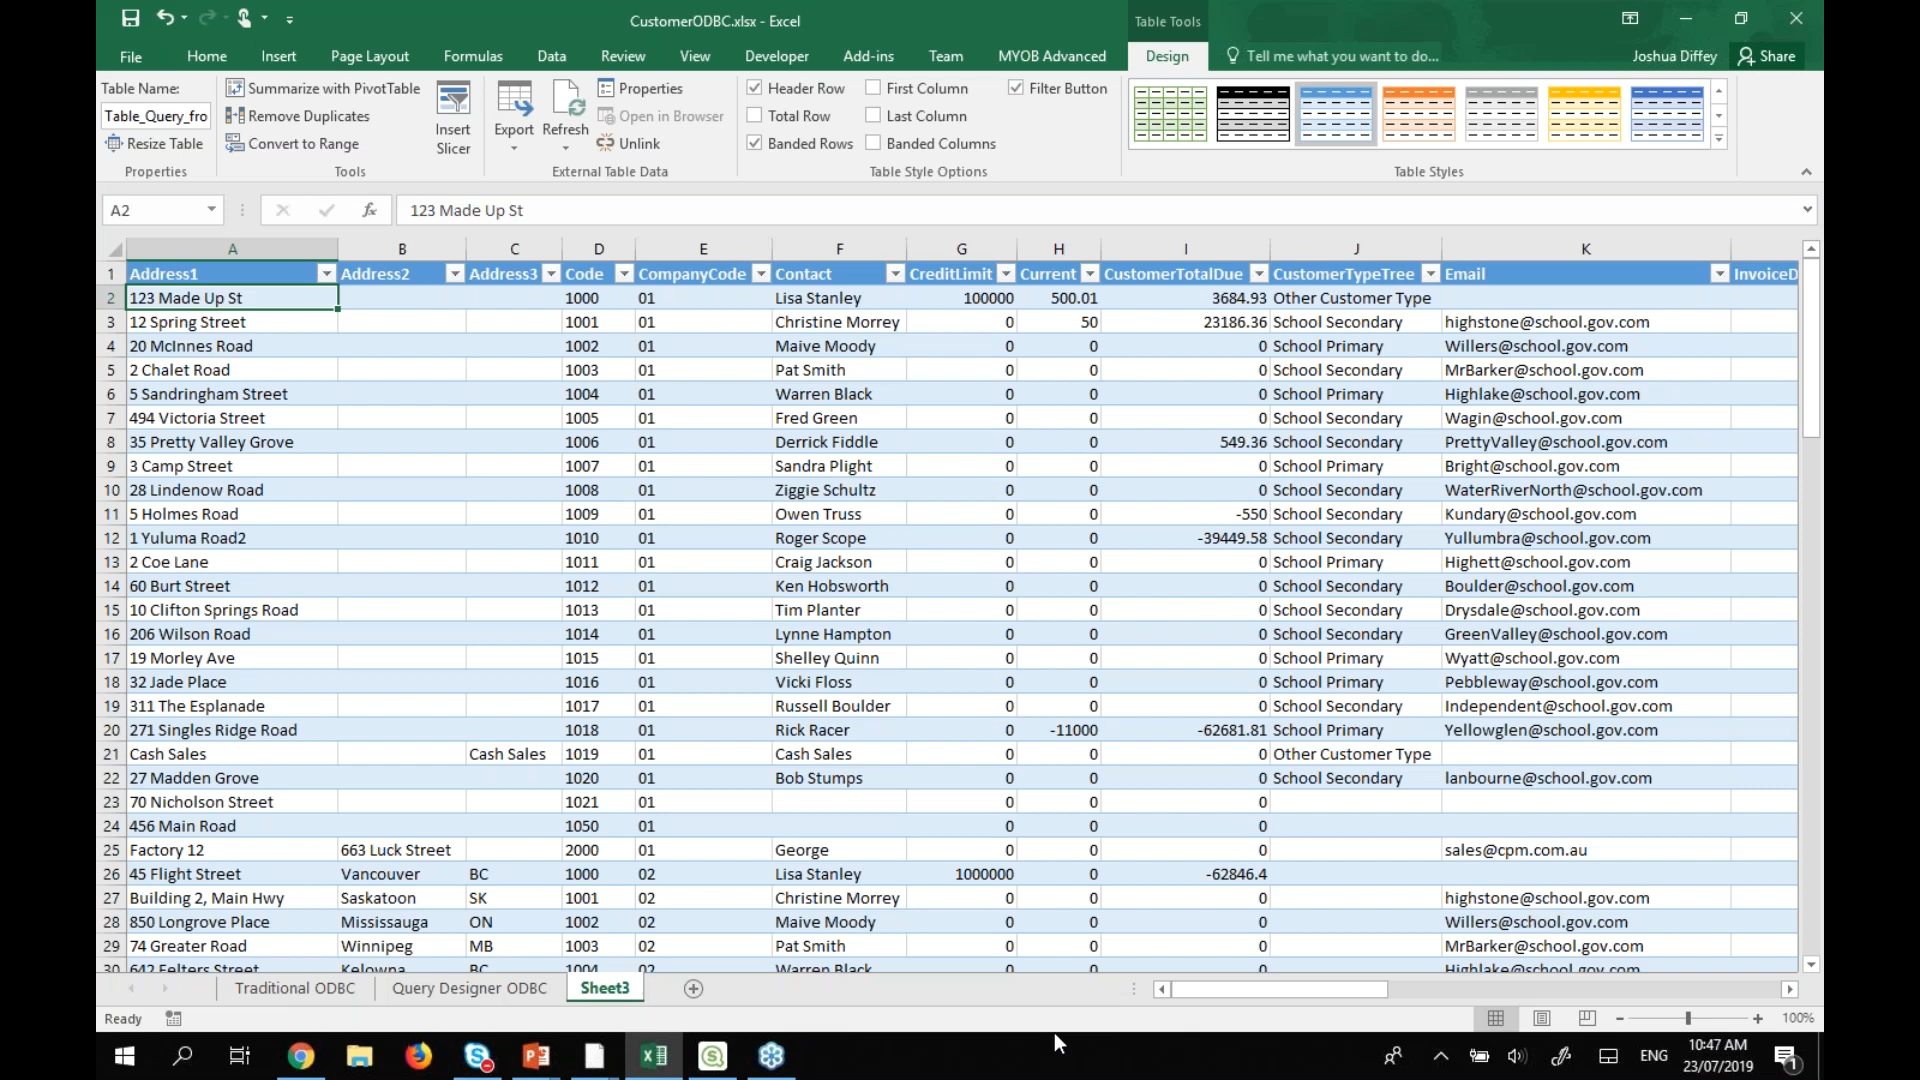 CustomerODBC.xlsx - Excel
Table Tools
File Home Insert Page Layout Formulas Data Review View Developer Add-ins Team MYOB Advanced Design Tell me what you want to do... Joshua Diffey Share
Table Name: Summarize with PivotTable Properties Header Row First Column Filter Button
Table_Query_fro Remove Duplicates Insert Slicer Export Refresh Open in Browser Total Row Last Column
Resize Table Convert to Range Unlink Banded Rows Banded Columns
Properties Tools External Table Data Table Style Options Table Styles
A2 fx 123 Made Up St
A B C D E F G H I J K
1 Address1 Address2 Address3 Code CompanyCode Contact CreditLimit Current CustomerTotalDue CustomerTypeTree Email InvoiceD
2 123 Made Up St 1000 01 Lisa Stanley 100000 500.01 3684.93 Other Customer Type
3 12 Spring Street 1001 01 Christine Morrey 0 50 23186.36 School Secondary highstone@school.gov.com
4 20 McInnes Road 1002 01 Maive Moody 0 0 0 School Primary Willers@school.gov.com
5 2 Chalet Road 1003 01 Pat Smith 0 0 0 School Secondary MrBarker@school.gov.com
6 5 Sandringham Street 1004 01 Warren Black 0 0 0 School Primary Highlake@school.gov.com
7 494 Victoria Street 1005 01 Fred Green 0 0 0 School Secondary Wagin@school.gov.com
8 35 Pretty Valley Grove 1006 01 Derrick Fiddle 0 0 549.36 School Secondary PrettyValley@school.gov.com
9 3 Camp Street 1007 01 Sandra Plight 0 0 0 School Primary Bright@school.gov.com
10 28 Lindenow Road 1008 01 Ziggie Schultz 0 0 0 School Secondary WaterRiverNorth@school.gov.com
11 5 Holmes Road 1009 01 Owen Truss 0 0 -550 School Secondary Kundary@school.gov.com
12 1 Yuluma Road2 1010 01 Roger Scope 0 0 -39449.58 School Secondary Yullumbra@school.gov.com
13 2 Coe Lane 1011 01 Craig Jackson 0 0 0 School Primary Highett@school.gov.com
14 60 Burt Street 1012 01 Ken Hobsworth 0 0 0 School Secondary Boulder@school.gov.com
15 10 Clifton Springs Road 1013 01 Tim Planter 0 0 0 School Secondary Drysdale@school.gov.com
16 206 Wilson Road 1014 01 Lynne Hampton 0 0 0 School Secondary GreenValley@school.gov.com
17 19 Morley Ave 1015 01 Shelley Quinn 0 0 0 School Primary Wyatt@school.gov.com
18 32 Jade Place 1016 01 Vicki Floss 0 0 0 School Primary Pebbleway@school.gov.com
19 311 The Esplanade 1017 01 Russell Boulder 0 0 0 School Secondary Independent@school.gov.com
20 271 Singles Ridge Road 1018 01 Rick Racer 0 -11000 -62681.81 School Primary Yellowglen@school.gov.com
21 Cash Sales Cash Sales 1019 01 Cash Sales 0 0 0 Other Customer Type
22 27 Madden Grove 1020 01 Bob Stumps 0 0 0 School Secondary lanbourne@school.gov.com
23 70 Nicholson Street 1021 01 0 0 0
24 456 Main Road 1050 01 0 0 0
25 Factory 12 663 Luck Street 2000 01 George 0 0 0 sales@cpm.com.au
26 45 Flight Street Vancouver BC 1000 02 Lisa Stanley 1000000 0 -62846.4
27 Building 2, Main Hwy Saskatoon SK 1001 02 Christine Morrey 0 0 0 highstone@school.gov.com
28 850 Longrove Place Mississauga ON 1002 02 Maive Moody 0 0 0 Willers@school.gov.com
29 74 Greater Road Winnipeg MB 1003 02 Pat Smith 0 0 0 MrBarker@school.gov.com
30 642 Felters Street Kelowna BC 1004 02 Warren Black 0 0 0 Highlake@school.gov.com
Traditional ODBC Query Designer ODBC Sheet3
Ready 100%
ENG 10:47 AM
23/07/2019 1